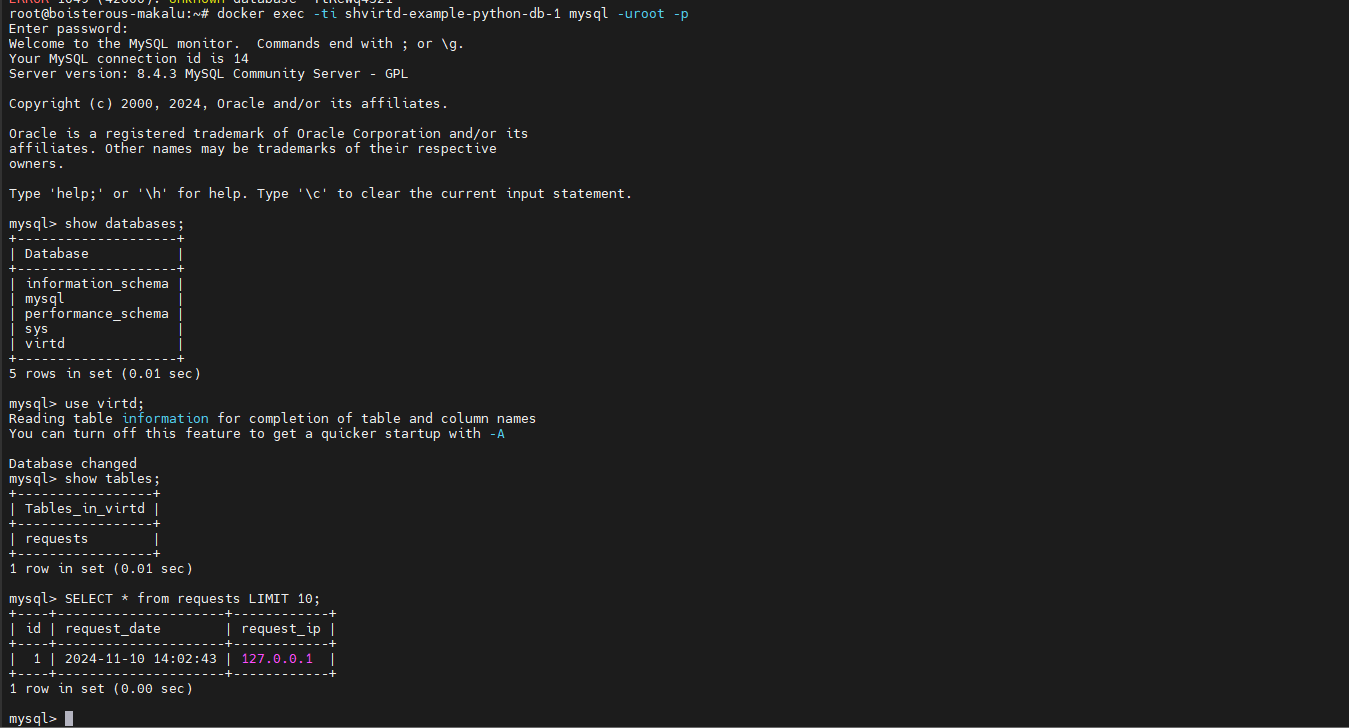 ERROR 1049 (42000): Unknown database
root@boisterous-makalu:~# docker exec -ti shvirtd-example-python-db-1 mysql -uroot -p
Enter password:
Welcome to the MySQL monitor.  Commands end with ; or \g.
Your MySQL connection id is 14
Server version: 8.4.3 MySQL Community Server - GPL

Copyright (c) 2000, 2024, Oracle and/or its affiliates.

Oracle is a registered trademark of Oracle Corporation and/or its
affiliates. Other names may be trademarks of their respective
owners.

Type 'help;' or '\h' for help. Type '\c' to clear the current input statement.

mysql> show databases;
+--------------------+
| Database           |
+--------------------+
| information_schema |
| mysql              |
| performance_schema |
| sys                |
| virtd              |
+--------------------+
5 rows in set (0.01 sec)

mysql> use virtd;
Reading table information for completion of table and column names
You can turn off this feature to get a quicker startup with -A

Database changed
mysql> show tables;
+-----------------+
| Tables_in_virtd |
+-----------------+
| requests        |
+-----------------+
1 row in set (0.01 sec)

mysql> SELECT * from requests LIMIT 10;
+----+---------------------+------------+
| id | request_date        | request_ip |
+----+---------------------+------------+
|  1 | 2024-11-10 14:02:43 | 127.0.0.1  |
+----+---------------------+------------+
1 row in set (0.00 sec)

mysql>